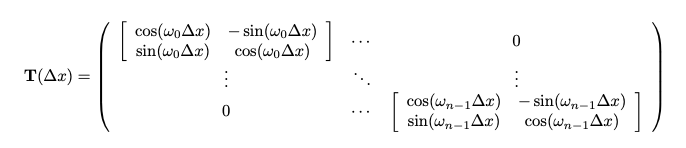 T(Δx) = ( [ cos(ω₀Δx) − sin(ω₀Δx) ; sin(ω₀Δx) cos(ω₀Δx) ] ⋯ 0
⋮ ⋱ ⋮
0 ⋯ [ cos(ωₙ₋₁Δx) − sin(ωₙ₋₁Δx) ; sin(ωₙ₋₁Δx) cos(ωₙ₋₁Δx) ] )